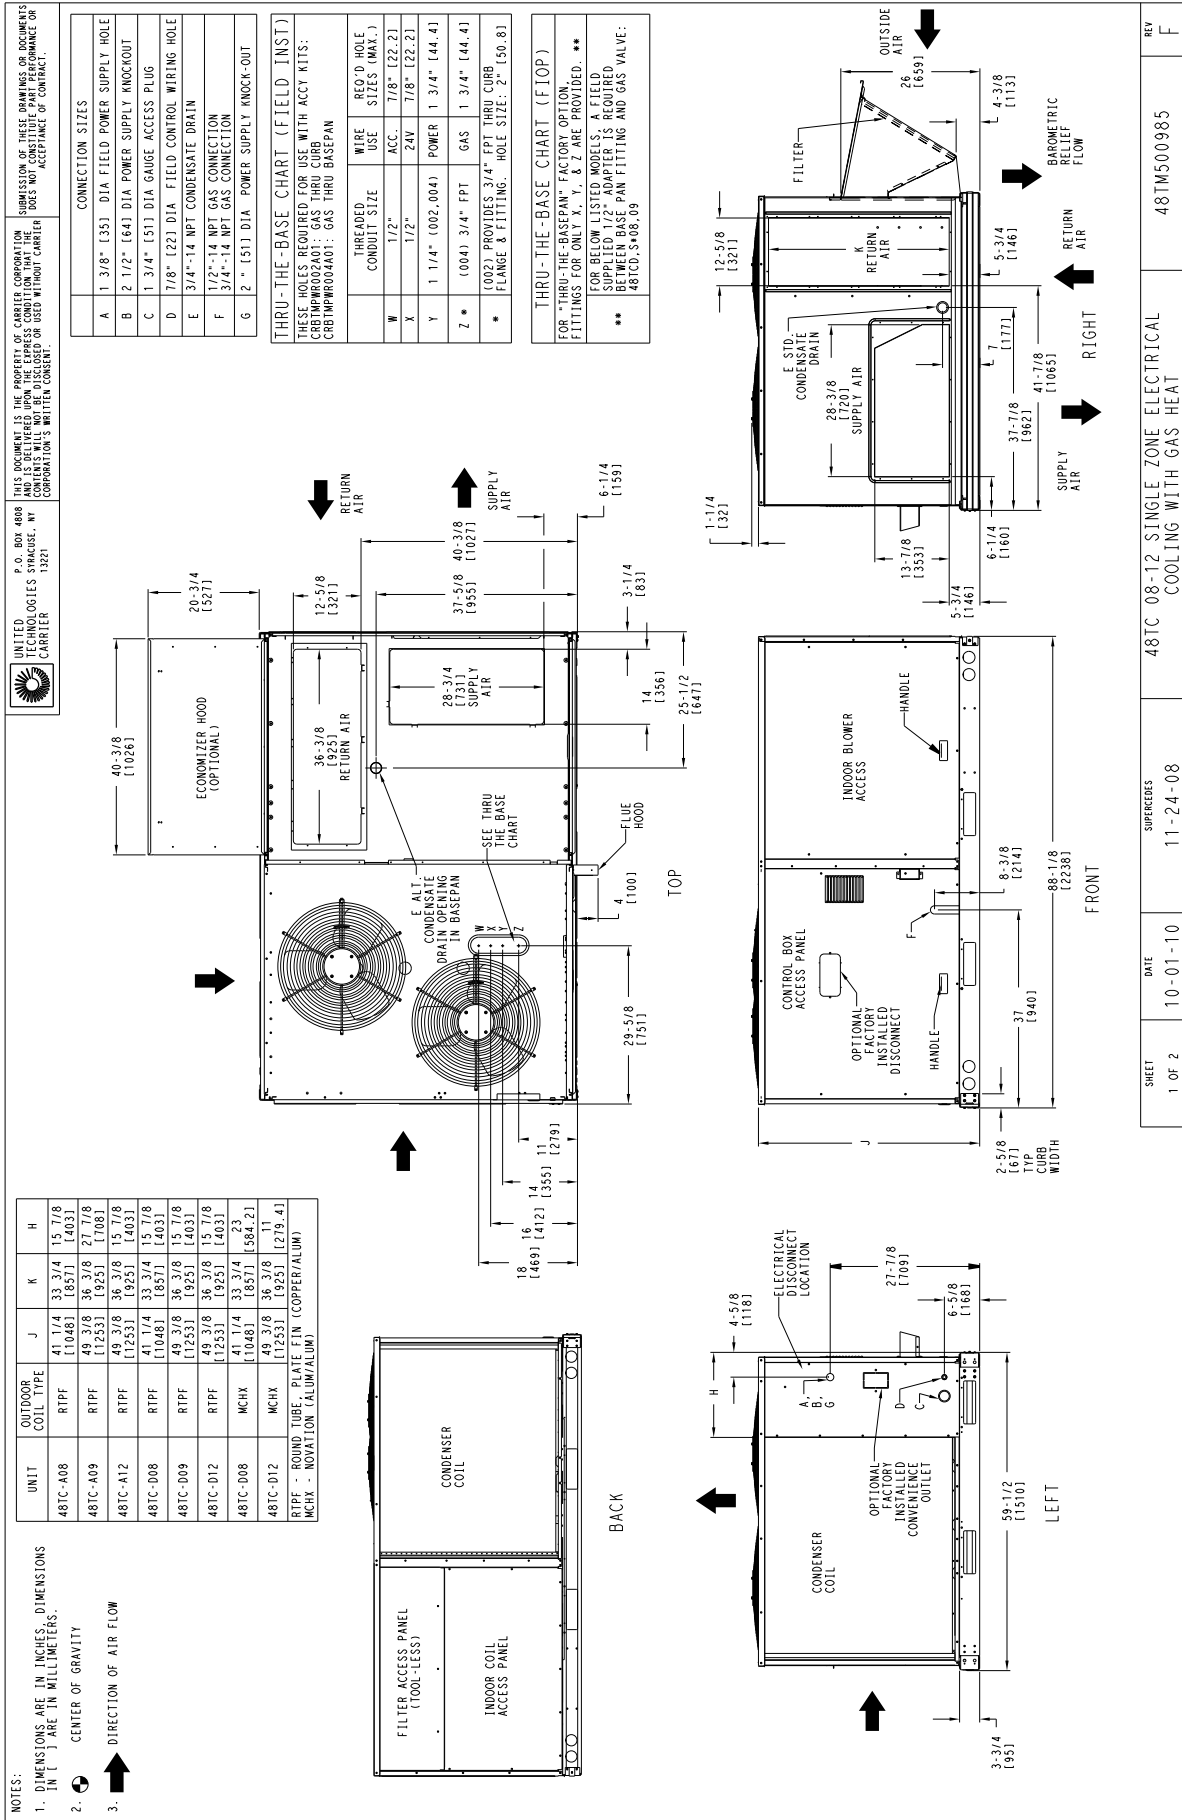 NOTES:
1. DIMENSIONS ARE IN INCHES, DIMENSIONS
IN [ ] ARE IN MILLIMETERS.
2. CENTER OF GRAVITY
3. DIRECTION OF AIR FLOW
UNIT OUTDOOR COIL TYPE J K H
48TC-A08 RTPF 41 1/4 [1048] 33 3/4 [857] 15 7/8 [403]
48TC-A09 RTPF 49 3/8 [1253] 36 3/8 [925] 27 7/8 [708]
48TC-A12 RTPF 49 3/8 [1253] 36 3/8 [925] 15 7/8 [403]
48TC-D08 RTPF 41 1/4 [1048] 33 3/4 [857] 15 7/8 [403]
48TC-D09 RTPF 49 3/8 [1253] 36 3/8 [925] 15 7/8 [403]
48TC-D12 RTPF 49 3/8 [1253] 36 3/8 [925] 15 7/8 [403]
48TC-D08 MCHX 41 1/4 [1048] 33 3/4 [857] 23 [584.2]
48TC-D12 MCHX 49 3/8 [1253] 36 3/8 [925] 11 [279.4]
RTPF - ROUND TUBE, PLATE FIN (COPPER/ALUM)
MCHX - NOVATION (ALUM/ALUM)
UNITED
TECHNOLOGIES
CARRIER
P.O. BOX 4808
SYRACUSE, NY
13221
THIS DOCUMENT IS THE PROPERTY OF CARRIER CORPORATION
AND IS DELIVERED UPON THE EXPRESS CONDITION THAT THE
CONTENTS WILL NOT BE DISCLOSED OR USED WITHOUT CARRIER
CORPORATION'S WRITTEN CONSENT.
SUBMISSION OF THESE DRAWINGS OR DOCUMENTS
DOES NOT CONSTITUTE PART PERFORMANCE OR
ACCEPTANCE OF CONTRACT.
CONNECTION SIZES
A 1 3/8" [35] DIA FIELD POWER SUPPLY HOLE
B 2 1/2" [64] DIA POWER SUPPLY KNOCKOUT
C 1 3/4" [51] DIA GAUGE ACCESS PLUG
D 7/8" [22] DIA FIELD CONTROL WIRING HOLE
E 3/4"-14 NPT CONDENSATE DRAIN
F 1/2"-14 NPT GAS CONNECTION
3/4"-14 NPT GAS CONNECTION
G 2 " [51] DIA POWER SUPPLY KNOCK-OUT
THRU-THE-BASE CHART (FIELD INST)
THESE HOLES REQUIRED FOR USE WITH ACCY KITS:
CRBTMPWR002A01: GAS THRU CURB
CRBTMPWR004A01: GAS THRU BASEPAN
THREADED CONDUIT SIZE WIRE USE REQ'D HOLE SIZES (MAX.)
W 1/2" ACC. 7/8" [22.2]
X 1/2" 24V 7/8" [22.2]
Y 1 1/4" (002,004) POWER 1 3/4" [44.4]
Z * (004) 3/4" FPT GAS 1 3/4" [44.4]
* (002) PROVIDES 3/4" FPT THRU CURB
FLANGE & FITTING. HOLE SIZE: 2" [50.8]
THRU-THE-BASE CHART (FIOP)
FOR "THRU-THE-BASEPAN" FACTORY OPTION,
FITTINGS FOR ONLY X, Y, & Z ARE PROVIDED. **
** FOR BELOW LISTED MODELS, A FIELD
SUPPLIED 1/2" ADAPTER IS REQUIRED
BETWEEN BASE PAN FITTING AND GAS VALVE:
48TCD,S*08,09
FILTER ACCESS PANEL
(TOOL-LESS)
INDOOR COIL
ACCESS PANEL
CONDENSER
COIL
BACK
40-3/8
[1026]
ECONOMIZER HOOD
(OPTIONAL)
20-3/4
[527]
12-5/8
[321]
RETURN
AIR
36-3/8
[925]
RETURN AIR
28-3/4
[731]
SUPPLY
AIR
37-5/8
[955]
40-3/8
[1027]
SUPPLY
AIR
6-1/4
[159]
3-1/4
[83]
14
[356]
25-1/2
[647]
E ALT.
CONDENSATE
DRAIN OPENING
IN BASEPAN
SEE THRU
THE BASE
CHART
W
X
Y
Z
FLUE
HOOD
4
[100]
29-5/8
[751]
18
[469]
16
[412]
14
[355]
11
[279]
TOP
CONDENSER
COIL
H
4-5/8
[118]
ELECTRICAL
DISCONNECT
LOCATION
A,
B,
G
OPTIONAL
FACTORY
INSTALLED
CONVENIENCE
OUTLET
D
C
27-7/8
[709]
6-5/8
[168]
59-1/2
[1510]
3-3/4
[95]
LEFT
J
2-5/8
[67]
TYP
CURB
WIDTH
CONTROL BOX
ACCESS PANEL
OPTIONAL
FACTORY
INSTALLED
DISCONNECT
HANDLE
F
37
[940]
8-3/8
[214]
INDOOR BLOWER
ACCESS
HANDLE
88-1/8
[2238]
FRONT
1-1/4
[32]
12-5/8
[321]
FILTER
OUTSIDE
AIR
26
[659]
4-3/8
[113]
BAROMETRIC
RELIEF
FLOW
K
RETURN
AIR
5-3/4
[146]
RETURN
AIR
E STD.
CONDENSATE
DRAIN
28-3/8
[720]
SUPPLY AIR
7
[177]
41-7/8
[1065]
37-7/8
[962]
13-7/8
[353]
6-1/4
[160]
5-3/4
[146]
SUPPLY
AIR
RIGHT
SHEET
1 OF 2
DATE
10-01-10
SUPERCEDES
11-24-08
48TC 08-12 SINGLE ZONE ELECTRICAL
COOLING WITH GAS HEAT
48TM500985
REV
F